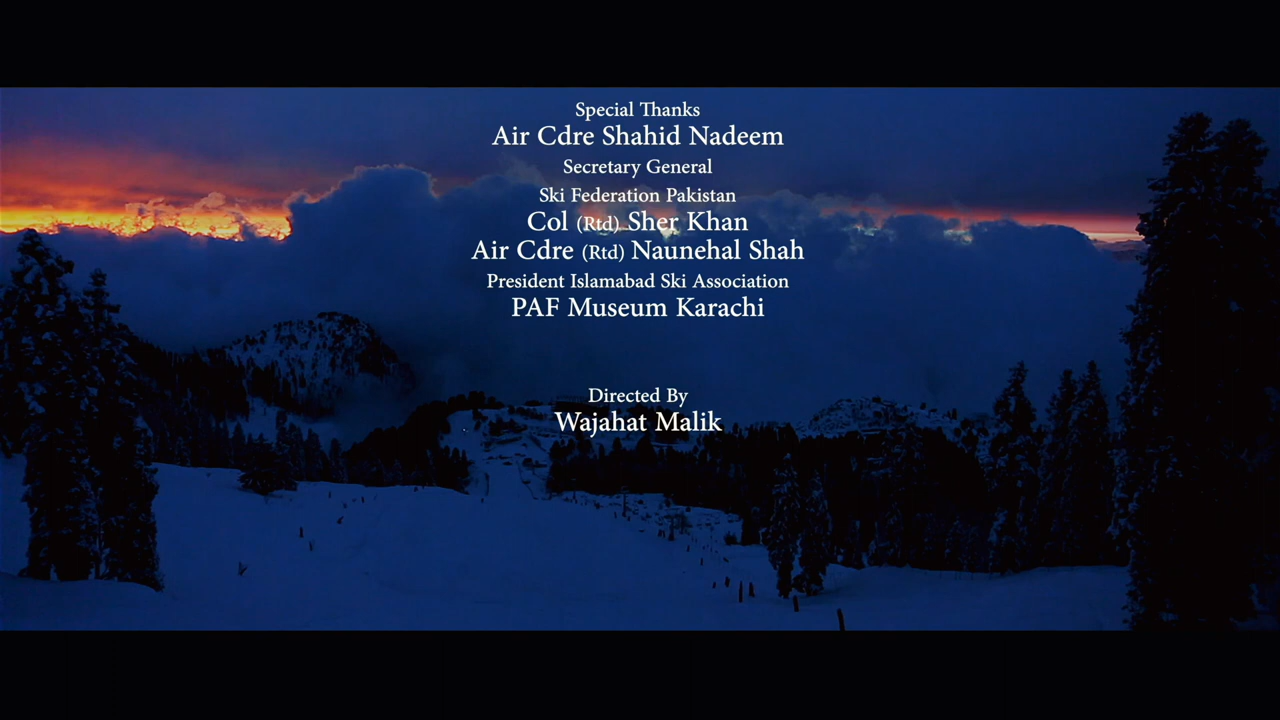 Special Thanks
Air Cdre Shahid Nadeem
Secretary General
Ski Federation Pakistan
Col (Rtd) Sher Khan
Air Cdre (Rtd) Naunehal Shah
President Islamabad Ski Association
PAF Museum Karachi
Directed By
Wajahat Malik